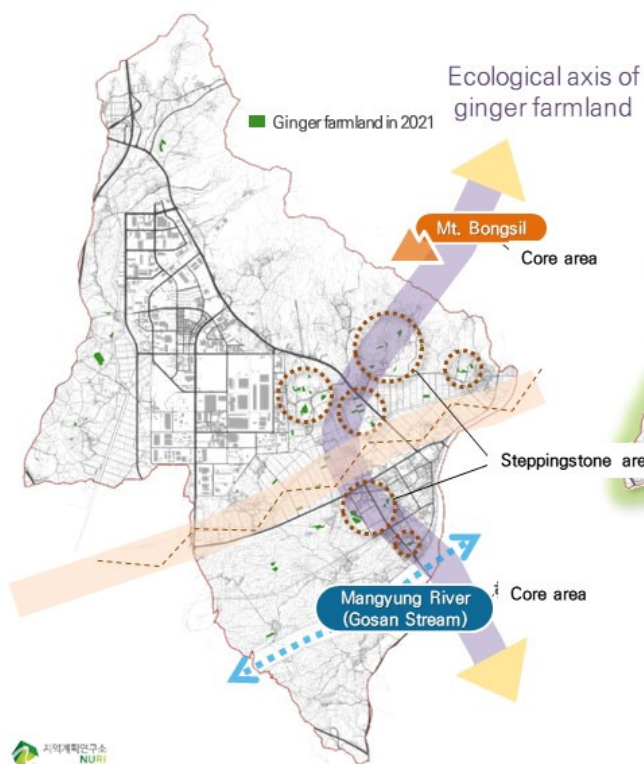 Ecological axis of
ginger farmland
Ginger farmland in 2021
Mt. Bongsil
Core area
Steppingstone are
Core area
Mangyung River
(Gosan Stream)
지역계획연구소
NURI